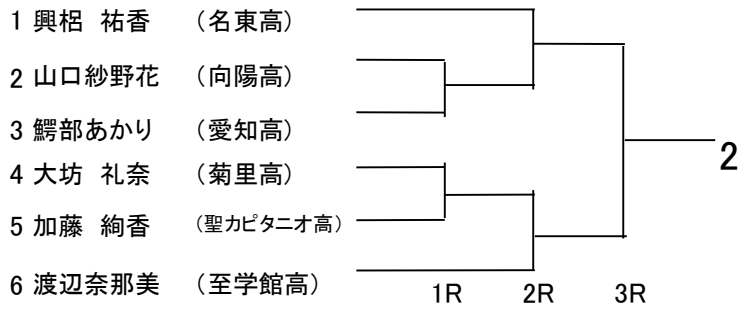 1 興梠 祐香 (名東高)
2 山口紗野花 (向陽高)
3 鰐部あかり (愛知高)
4 大坊 礼奈 (菊里高)
5 加藤 絢香 (聖カピタニオ高)
6 渡辺奈那美 (至学館高)
1R 2R 3R
2